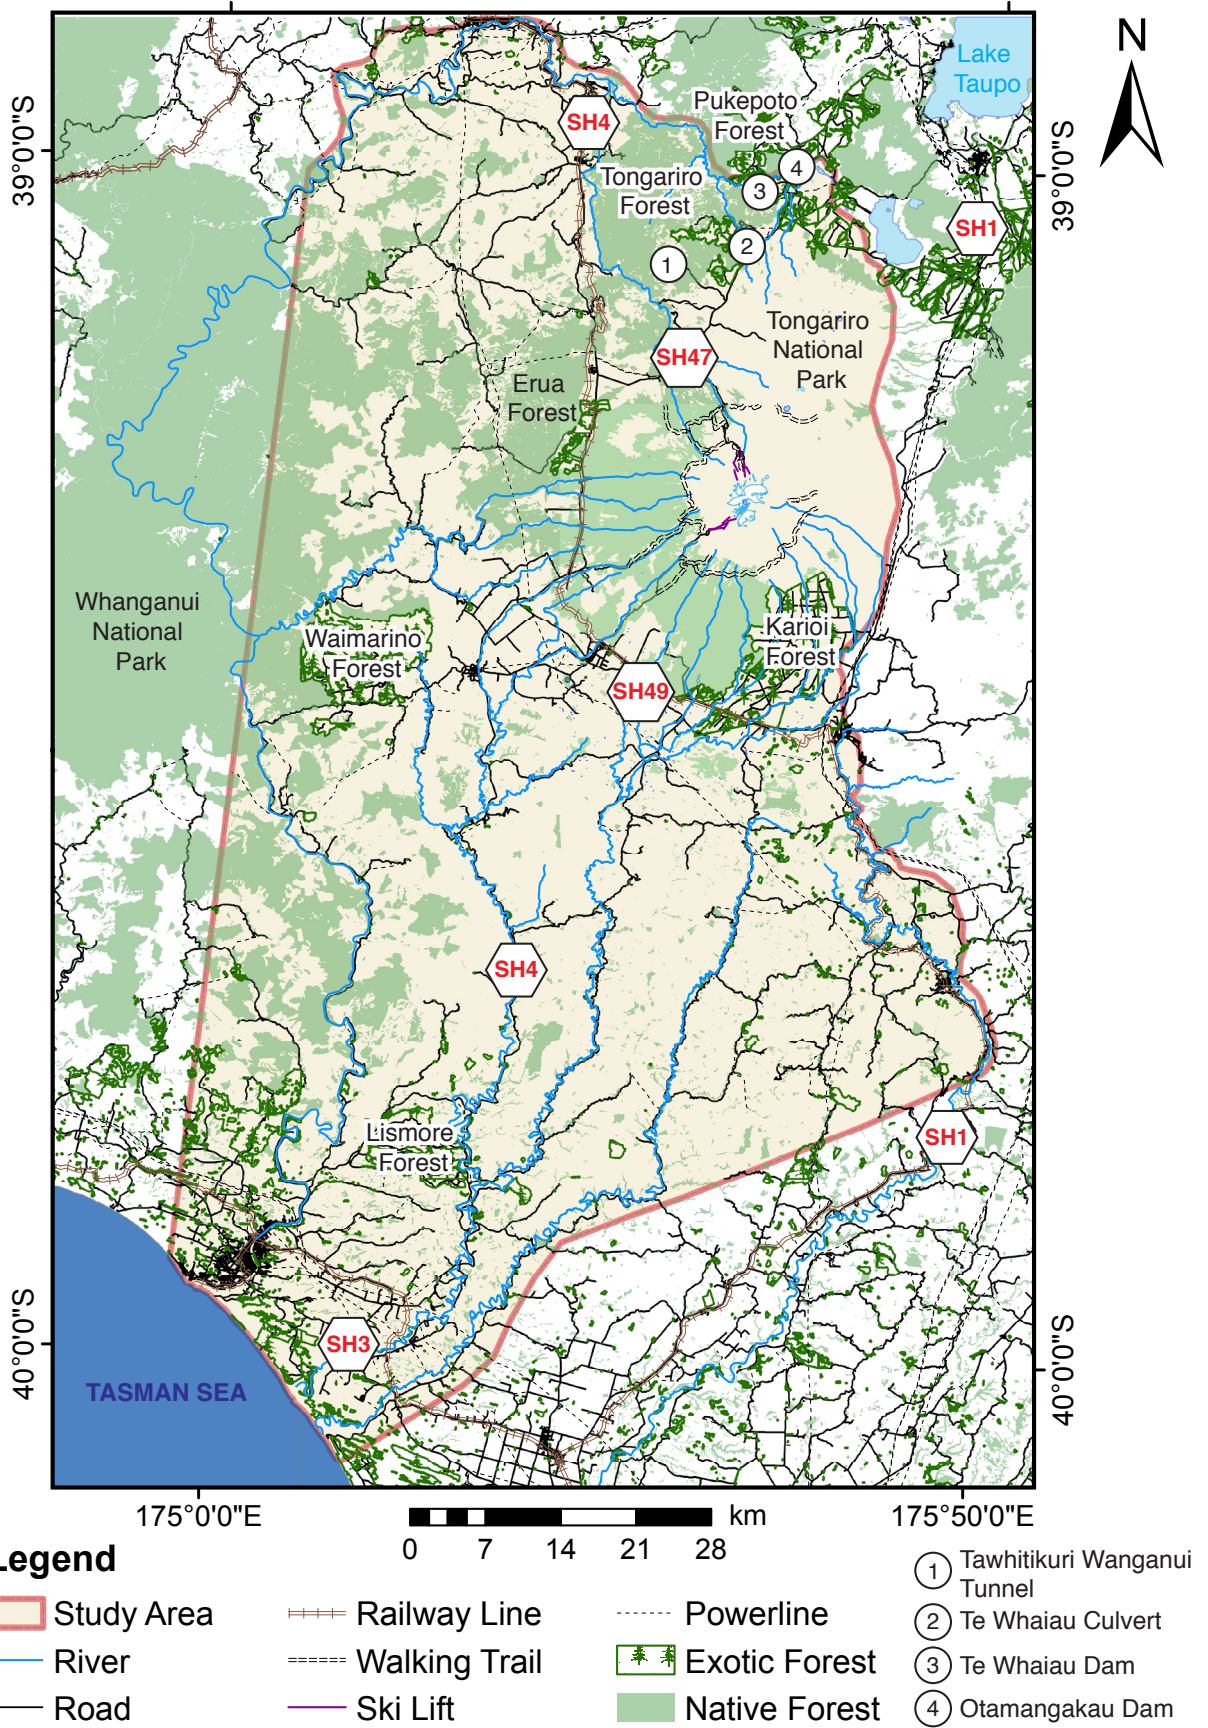 N
Lake
Taupo
39°0'0"S
39°0'0"S
Pukepoto
Forest
SH4
4
Tongariro
Forest
3
SH1
2
1
Tongariro
National
Park
SH47
Erua
Forest
Whanganui
National
Park
Waimarino
Forest
Karioi
Forest
SH49
SH4
Lismore
Forest
SH1
SH3
40°0'0"S
40°0'0"S
TASMAN SEA
175°0'0"E
175°50'0"E
km
0 7 14 21 28
Legend
Study Area
River
Road
Railway Line
Walking Trail
Ski Lift
Powerline
Exotic Forest
Native Forest
1 Tawhitikuri Wanganui
Tunnel
2 Te Whaiau Culvert
3 Te Whaiau Dam
4 Otamangakau Dam